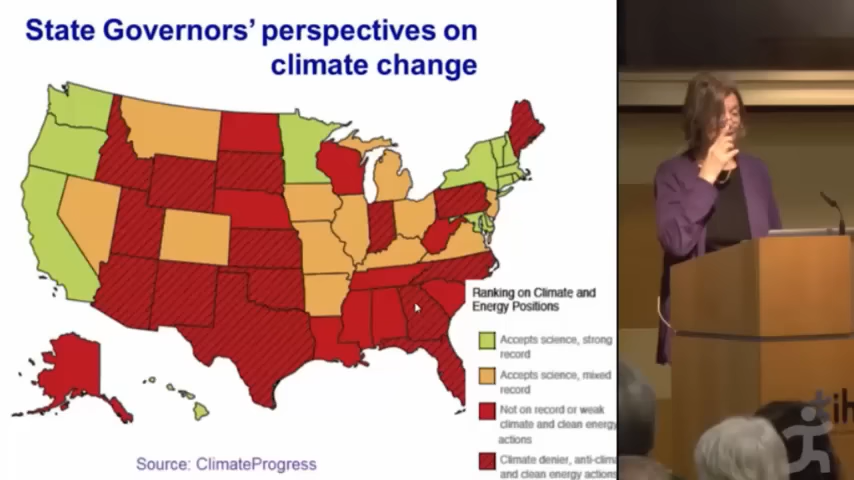 State Governors’ perspectives on
climate change
Ranking on Climate and
Energy Positions
Accepts science, strong
record
Accepts science, mixed
record
Not on record or weak
climate and clean energy
actions
Climate denier, anti-clima
and clean energy actions
Source: ClimateProgress
ih